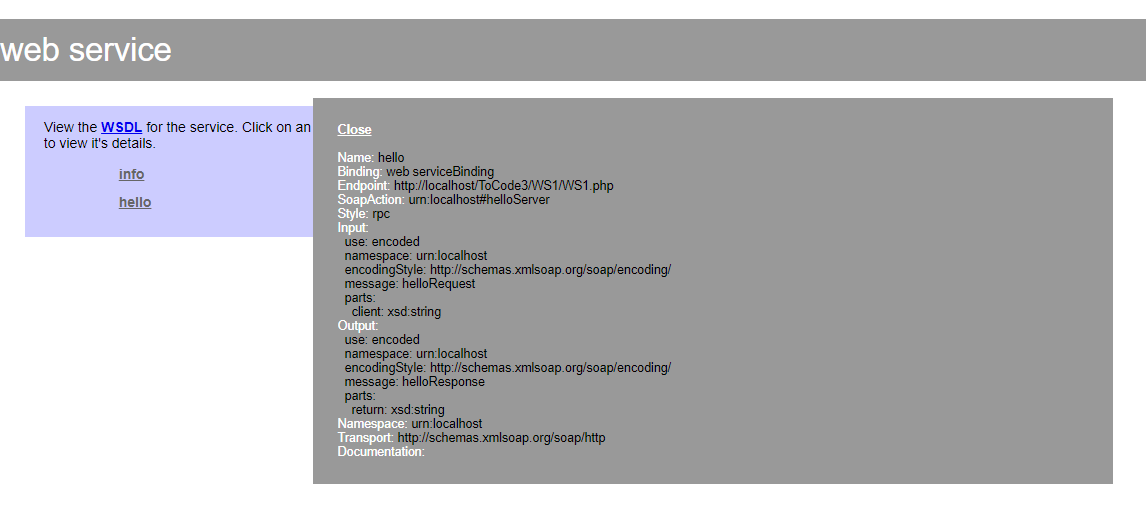 web service
View the WSDL for the service. Click on an
to view it's details.
info
hello
Close
Name: hello
Binding: web serviceBinding
Endpoint: http://localhost/ToCode3/WS1/WS1.php
SoapAction: urn:localhost#helloServer
Style: rpc
Input:
use: encoded
namespace: urn:localhost
encodingStyle: http://schemas.xmlsoap.org/soap/encoding/
message: helloRequest
parts:
client: xsd:string
Output:
use: encoded
namespace: urn:localhost
encodingStyle: http://schemas.xmlsoap.org/soap/encoding/
message: helloResponse
parts:
return: xsd:string
Namespace: urn:localhost
Transport: http://schemas.xmlsoap.org/soap/http
Documentation: